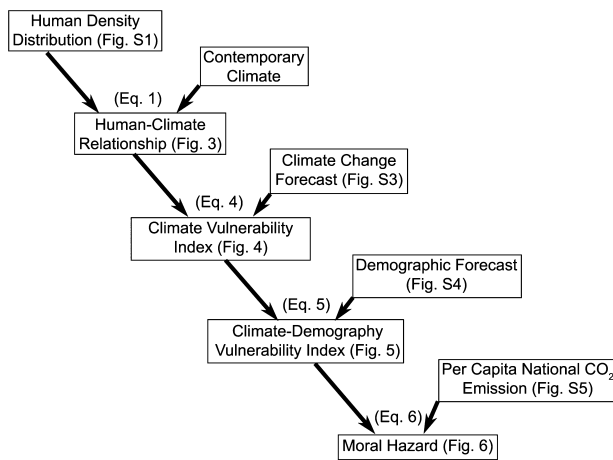 Human Density
Distribution (Fig. S1)
Contemporary
Climate
(Eq. 1)
Human-Climate
Relationship (Fig. 3)
Climate Change
Forecast (Fig. S3)
(Eq. 4)
Climate Vulnerability
Index (Fig. 4)
Demographic Forecast
(Fig. S4)
(Eq. 5)
Climate-Demography
Vulnerability Index (Fig. 5)
Per Capita National CO₂
Emission (Fig. S5)
(Eq. 6)
Moral Hazard (Fig. 6)